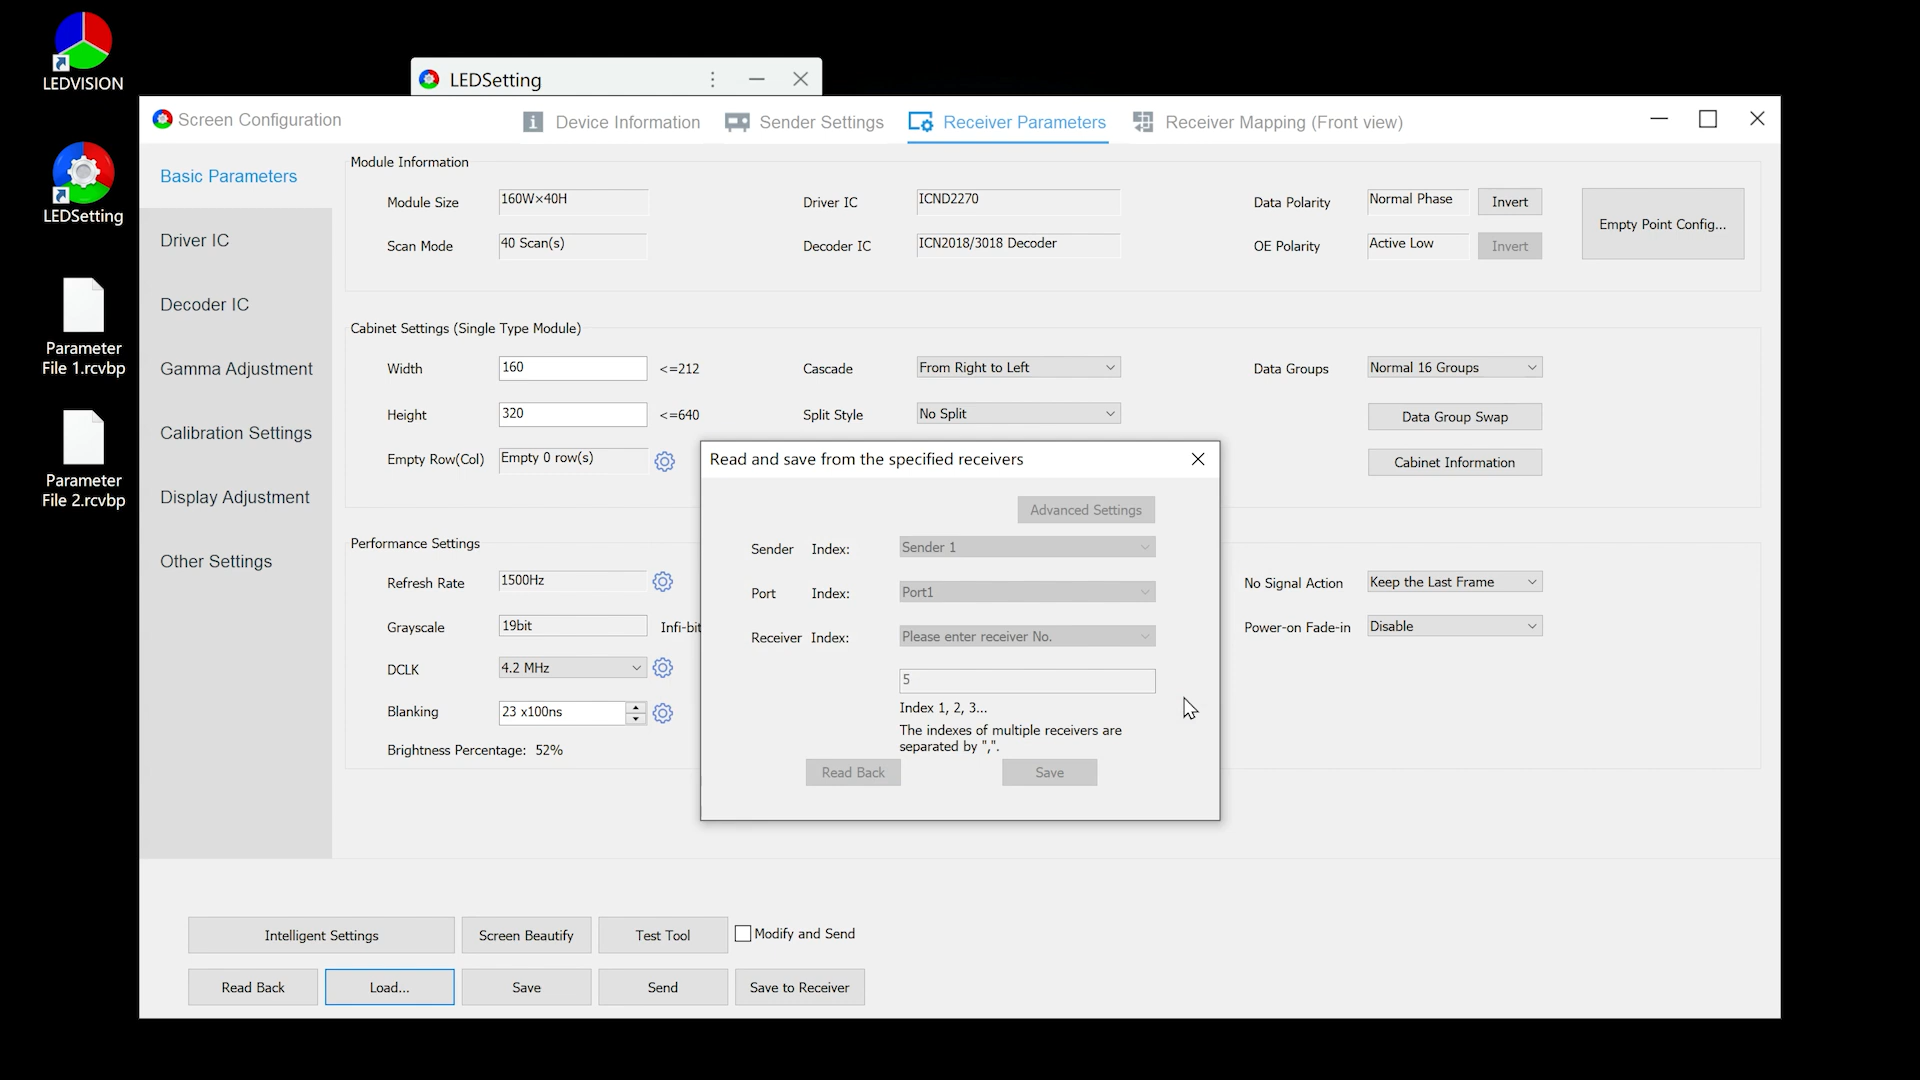 LEDVISION
LEDSetting
Parameter
File 1.rcvbp
Parameter
File 2.rcvbp
LEDSetting
Screen Configuration
Device Information
Sender Settings
Receiver Parameters
Receiver Mapping (Front view)
Basic Parameters
Driver IC
Decoder IC
Gamma Adjustment
Calibration Settings
Display Adjustment
Other Settings
Module Information
Module Size 160W×40H
Driver IC ICND2270
Data Polarity Normal Phase Invert
Empty Point Config...
Scan Mode 40 Scan(s)
Decoder IC ICN2018/3018 Decoder
OE Polarity Active Low Invert
Cabinet Settings (Single Type Module)
Width 160 <=212
Cascade From Right to Left
Data Groups Normal 16 Groups
Height 320 <=640
Split Style No Split
Data Group Swap
Empty Row(Col) Empty 0 row(s)
Cabinet Information
Performance Settings
Refresh Rate 1500Hz
No Signal Action Keep the Last Frame
Grayscale 19bit Infi-bit
Power-on Fade-in Disable
DCLK 4.2 MHz
Blanking 23 x100ns
Brightness Percentage: 52%
Read and save from the specified receivers
Advanced Settings
Sender Index: Sender 1
Port Index: Port1
Receiver Index: Please enter receiver No.
5
Index 1, 2, 3...
The indexes of multiple receivers are
separated by ",".
Read Back Save
Intelligent Settings Screen Beautify Test Tool Modify and Send
Read Back Load... Save Send Save to Receiver